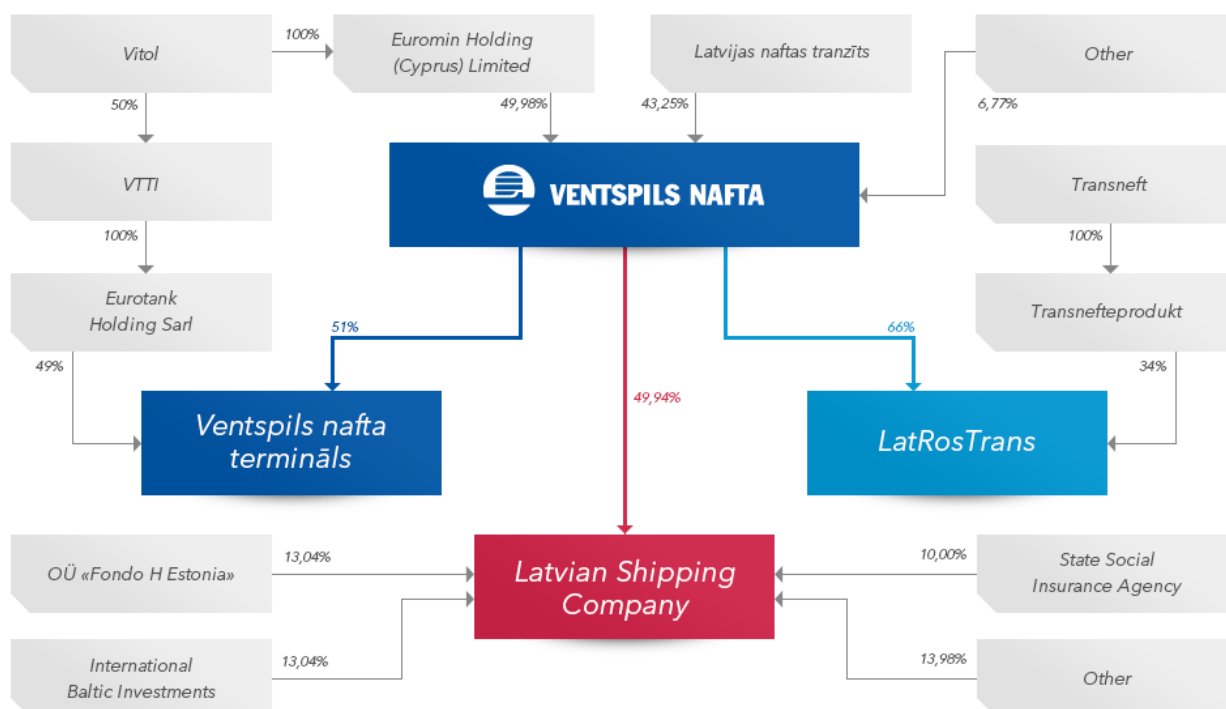 Vitol
100%
Euromin Holding
(Cyprus) Limited
Latvijas naftas tranzīts
Other
50%
49,98%
43,25%
6,77%
VTTI
VENTSPILS NAFTA
Transneft
100%
100%
Eurotank
Holding Sarl
Transnefteprodukt
51%
66%
49%
34%
49,94%
Ventspils nafta
termināls
LatRosTrans
OÜ «Fondo H Estonia»
13,04%
Latvian Shipping
Company
10,00%
State Social
Insurance Agency
International
Baltic Investments
13,04%
13,98%
Other